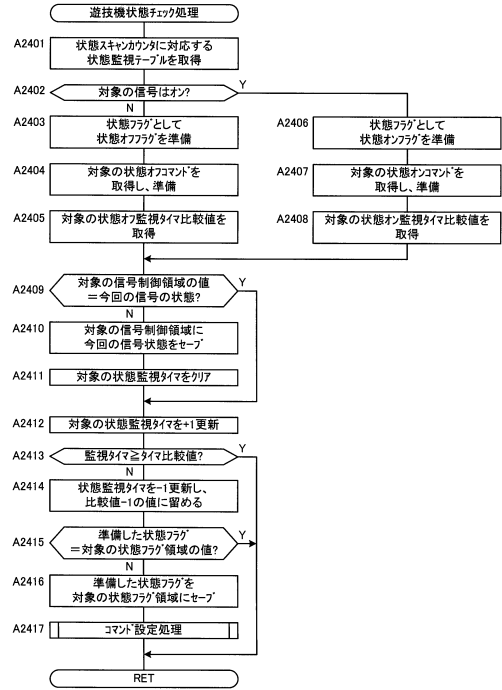 遊技機状態ﾁｪｯｸ処理
A2401
状態スキャンカウンタに対応する
状態監視テーブルを取得
A2402
対象の信号はオン?
Y
N
A2403
状態ﾌﾗｸﾞとして
状態オフﾌﾗｸﾞを準備
A2404
対象の状態オフコマンﾄﾞを
取得し、準備
A2405
対象の状態オフ監視タイマ比較値を
取得
A2406
状態ﾌﾗｸﾞとして
状態オンﾌﾗｸﾞを準備
A2407
対象の状態オンコマンﾄﾞを
取得し、準備
A2408
対象の状態オン監視タイマ比較値を
取得
A2409
対象の信号制御領域の値
＝今回の信号の状態?
Y
N
A2410
対象の信号制御領域に
今回の信号状態をセーﾌﾞ
A2411
対象の状態監視タイマをクリア
A2412
対象の状態監視タイマを+1更新
A2413
監視タイマ≧タイマ比較値?
Y
N
A2414
状態監視タイマを-1更新し、
比較値-1の値に留める
A2415
準備した状態ﾌﾗｸﾞ
＝対象の状態ﾌﾗｸﾞ領域の値?
Y
N
A2416
準備した状態ﾌﾗｸﾞを
対象の状態ﾌﾗｸﾞ領域にセーﾌﾞ
A2417
ｺﾏﾝﾄﾞ設定処理
RET